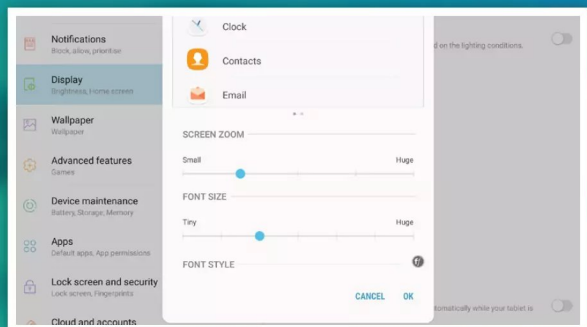 Notifications
Block, allow, prioritise
Display
Brightness, Home screen
Wallpaper
Wallpaper
Advanced features
Games
Device maintenance
Battery, Storage, Memory
Apps
Default apps, App permissions
Lock screen and security
Lock screen, Fingerprints
Cloud and accounts
Clock
Contacts
Email
SCREEN ZOOM
Small Huge
FONT SIZE
Tiny Huge
FONT STYLE
CANCEL OK
d on the lighting conditions.
tomatically while your tablet is